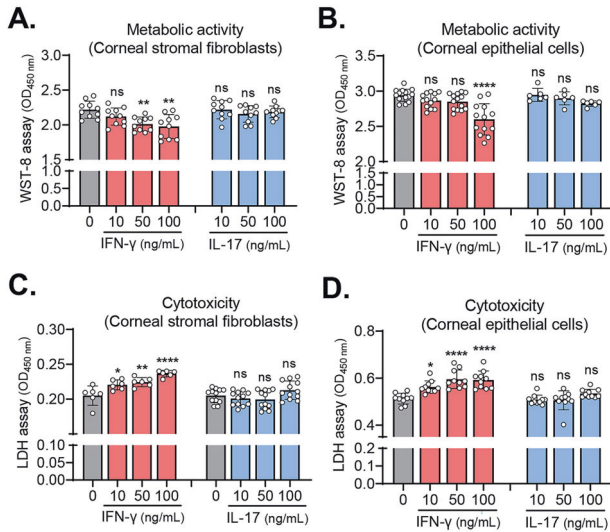 A.
Metabolic activity
(Corneal stromal fibroblasts)
WST-8 assay (OD450 nm)
3.0
2.5
2.0
1.5
1.0
0.5
0.0
ns
**
**
ns
ns
ns
0 10 50 100 10 50 100
IFN-γ (ng/mL) IL-17 (ng/mL)
B.
Metabolic activity
(Corneal epithelial cells)
WST-8 assay (OD450 nm)
3.5
3.0
2.5
2.0
1.5
1.0
0.5
0.0
ns
ns
****
ns
ns
ns
0 10 50 100 10 50 100
IFN-γ (ng/mL) IL-17 (ng/mL)
C.
Cytotoxicity
(Corneal stromal fibroblasts)
LDH assay (OD450 nm)
0.30
0.25
0.20
0.10
0.05
0.00
*
**
****
ns
ns
ns
0 10 50 100 0 10 50 100
IFN-γ (ng/mL) IL-17 (ng/mL)
D.
Cytotoxicity
(Corneal epithelial cells)
LDH assay (OD450 nm)
0.8
0.6
0.4
0.2
0.0
*
****
****
ns
ns
ns
0 10 50 100 10 50 100
IFN-γ (ng/mL) IL-17 (ng/mL)